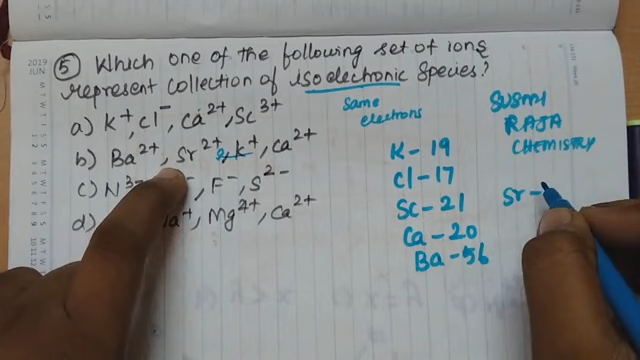 ⑤ Which one of the following set of ions
represent collection of isoelectronic species?
a) K⁺, Cl⁻, Ca²⁺, Sc³⁺
b) Ba²⁺, Sr²⁺, K⁺, Ca²⁺
c) N³⁻ F⁻, S²⁻
d) Mg²⁺, Ca²⁺
Same
electrons
K - 19
Cl - 17
Sc - 21
Ca - 20
Ba - 56
SUSMI
RAJA
CHEMISTRY
Sr -
2019
JUN